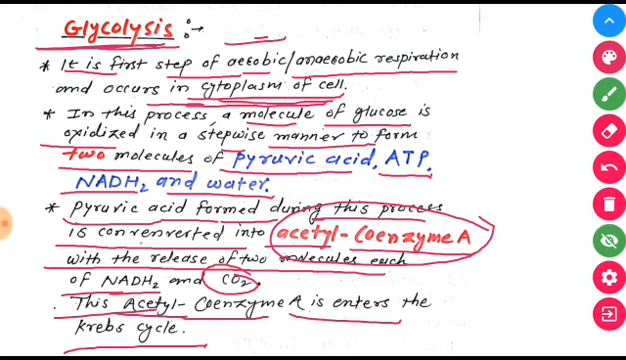 Glycolysis :-
* It is first step of aerobic/anaerobic respiration
and occurs in cytoplasm of cell.
* In this process, a molecule of glucose is
oxidized in a stepwise manner to form
two molecules of pyruvic acid, ATP,
NADH2 and water.
* Pyruvic acid formed during this process
is convenverted into acetyl-Coenzyme A
with the release of two molecules each
of NADH2 and CO2.
. This Acetyl-Coenzyme A is enters the
Krebs cycle.